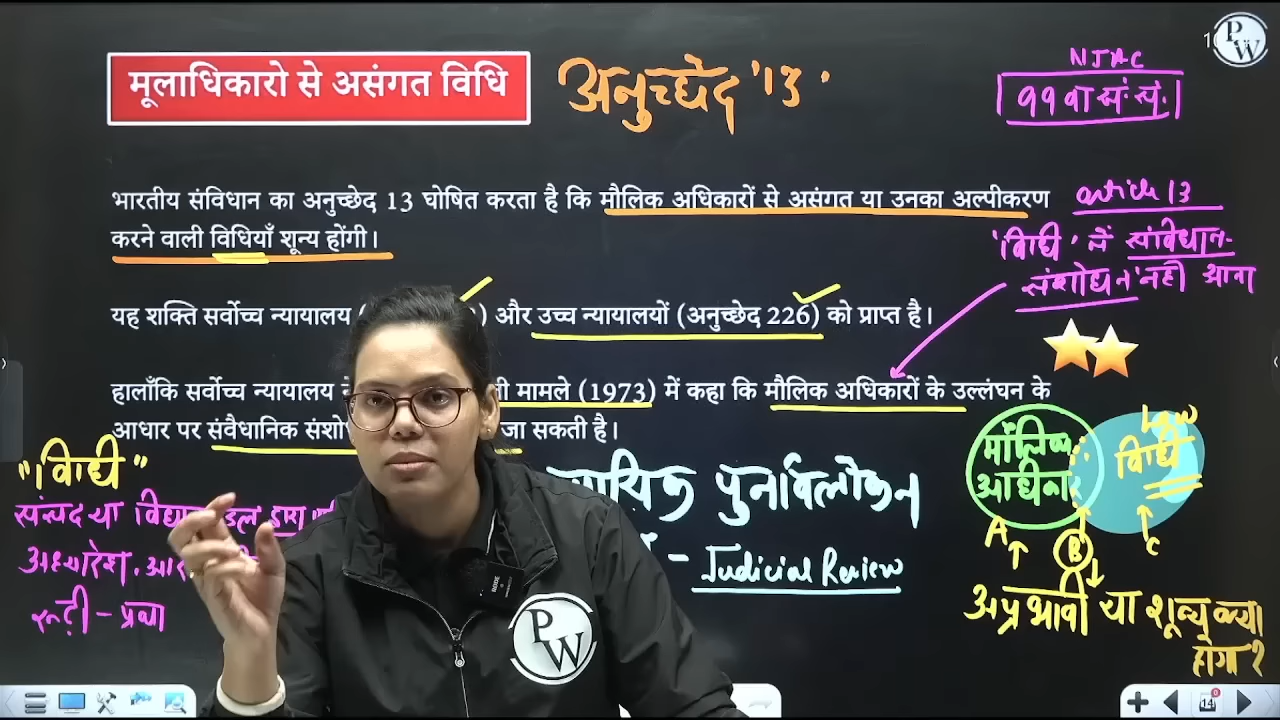 मूलाधिकारो से असंगत विधि
अनुच्छेद '13'
NJAC
99वा सं. सं.
PW
भारतीय संविधान का अनुच्छेद 13 घोषित करता है कि मौलिक अधिकारों से असंगत या उनका अल्पीकरण
करने वाली विधियाँ शून्य होंगी।
article 13
'विधी' में संविधान-
संशोधन नही आता
यह शक्ति सर्वोच्च न्यायालय ( ) और उच्च न्यायालयों (अनुच्छेद 226) को प्राप्त है।
हालाँकि सर्वोच्च न्यायालय मामले (1973) में कहा कि मौलिक अधिकारों के उल्लंघन के
आधार पर संवैधानिक जा सकती है।
"विधी"
संसद या
अध्यादेश,
रूढ़ी - प्रथा
पुनर्विलोकन
- Judicial Review
मौलिक
अधिकार
Law
विधि
A
B
C
अप्रभावी या शून्य क्या
होगा?
PW
14